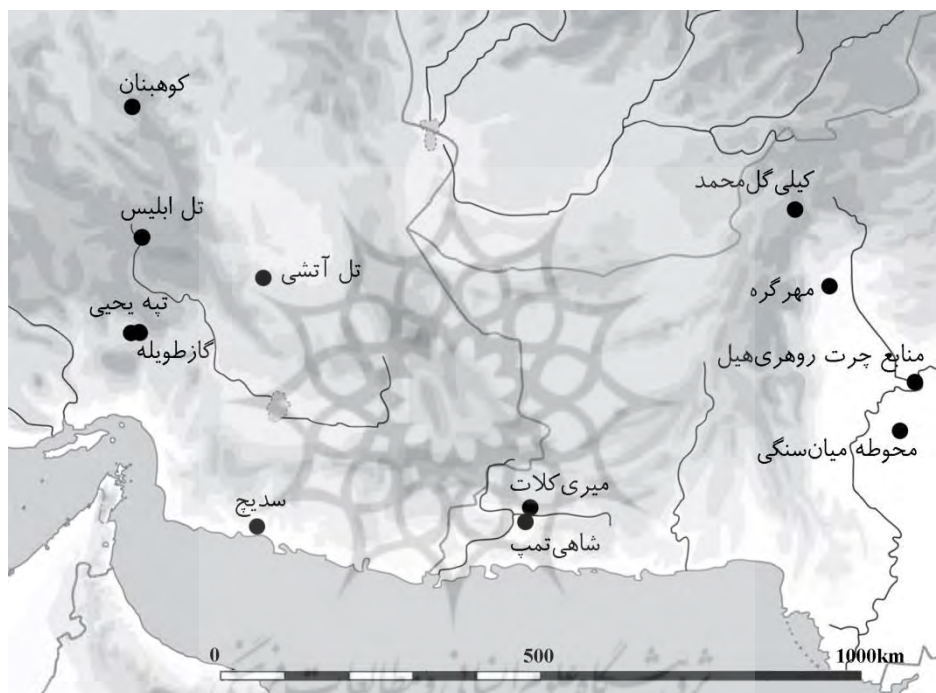 کوهبنان
کیلی‌گل‌محمد
تل ابلیس
تل آتشی
مهرگره
تپه یحیی
گازطویله
منابع چرت روهری‌هیل
محوطه میان‌سنگی
میری‌کلات
سدیچ
شاهی‌تمپ
0
500
1000km